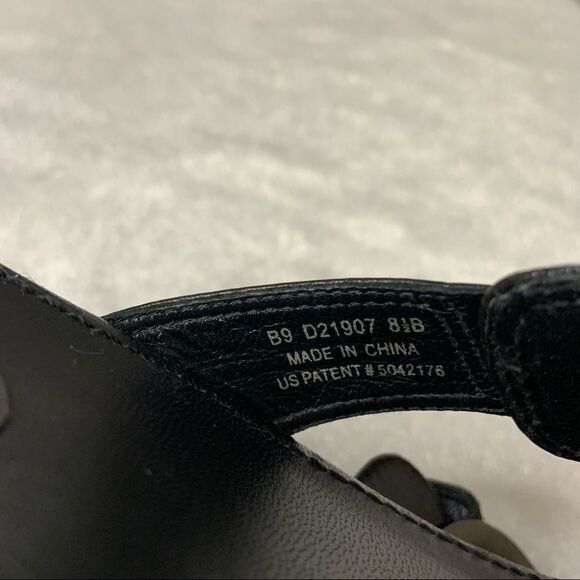 B9 D21907 8½B
MADE IN CHINA
US PATENT # 5042176